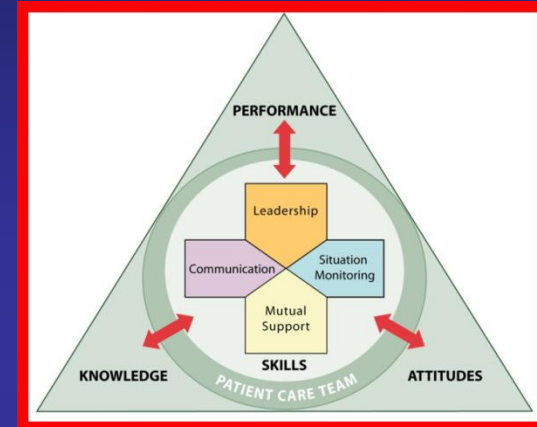 PERFORMANCE
Leadership
Communication
Situation
Monitoring
Mutual
Support
SKILLS
KNOWLEDGE
PATIENT CARE TEAM
ATTITUDES